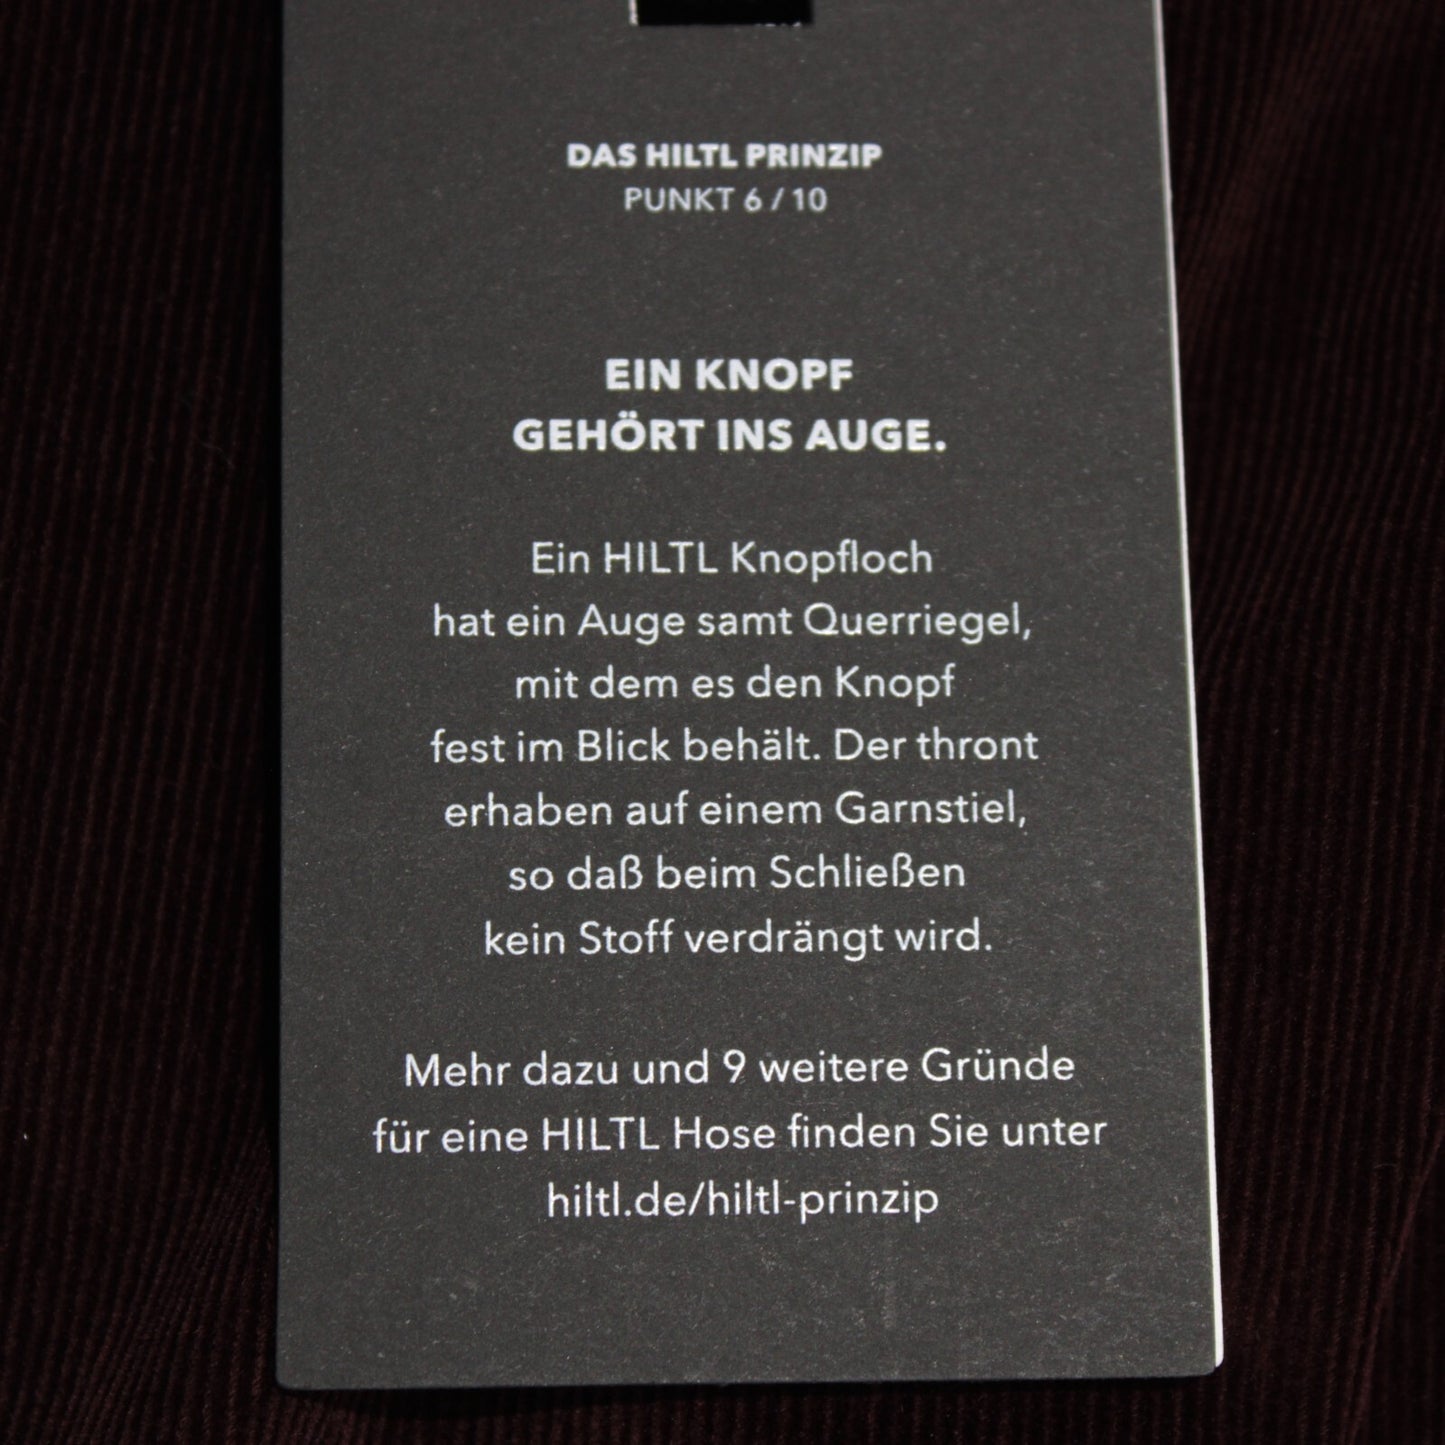 DAS HILTL PRINZIP
PUNKT 6 / 10
EIN KNOPF
GEHÖRT INS AUGE.
Ein HILTL Knopfloch
hat ein Auge samt Querriegel,
mit dem es den Knopf
fest im Blick behält. Der thront
erhaben auf einem Garnstiel,
so daß beim Schließen
kein Stoff verdrängt wird.
Mehr dazu und 9 weitere Gründe
für eine HILTL Hose finden Sie unter
hiltl.de/hiltl-prinzip